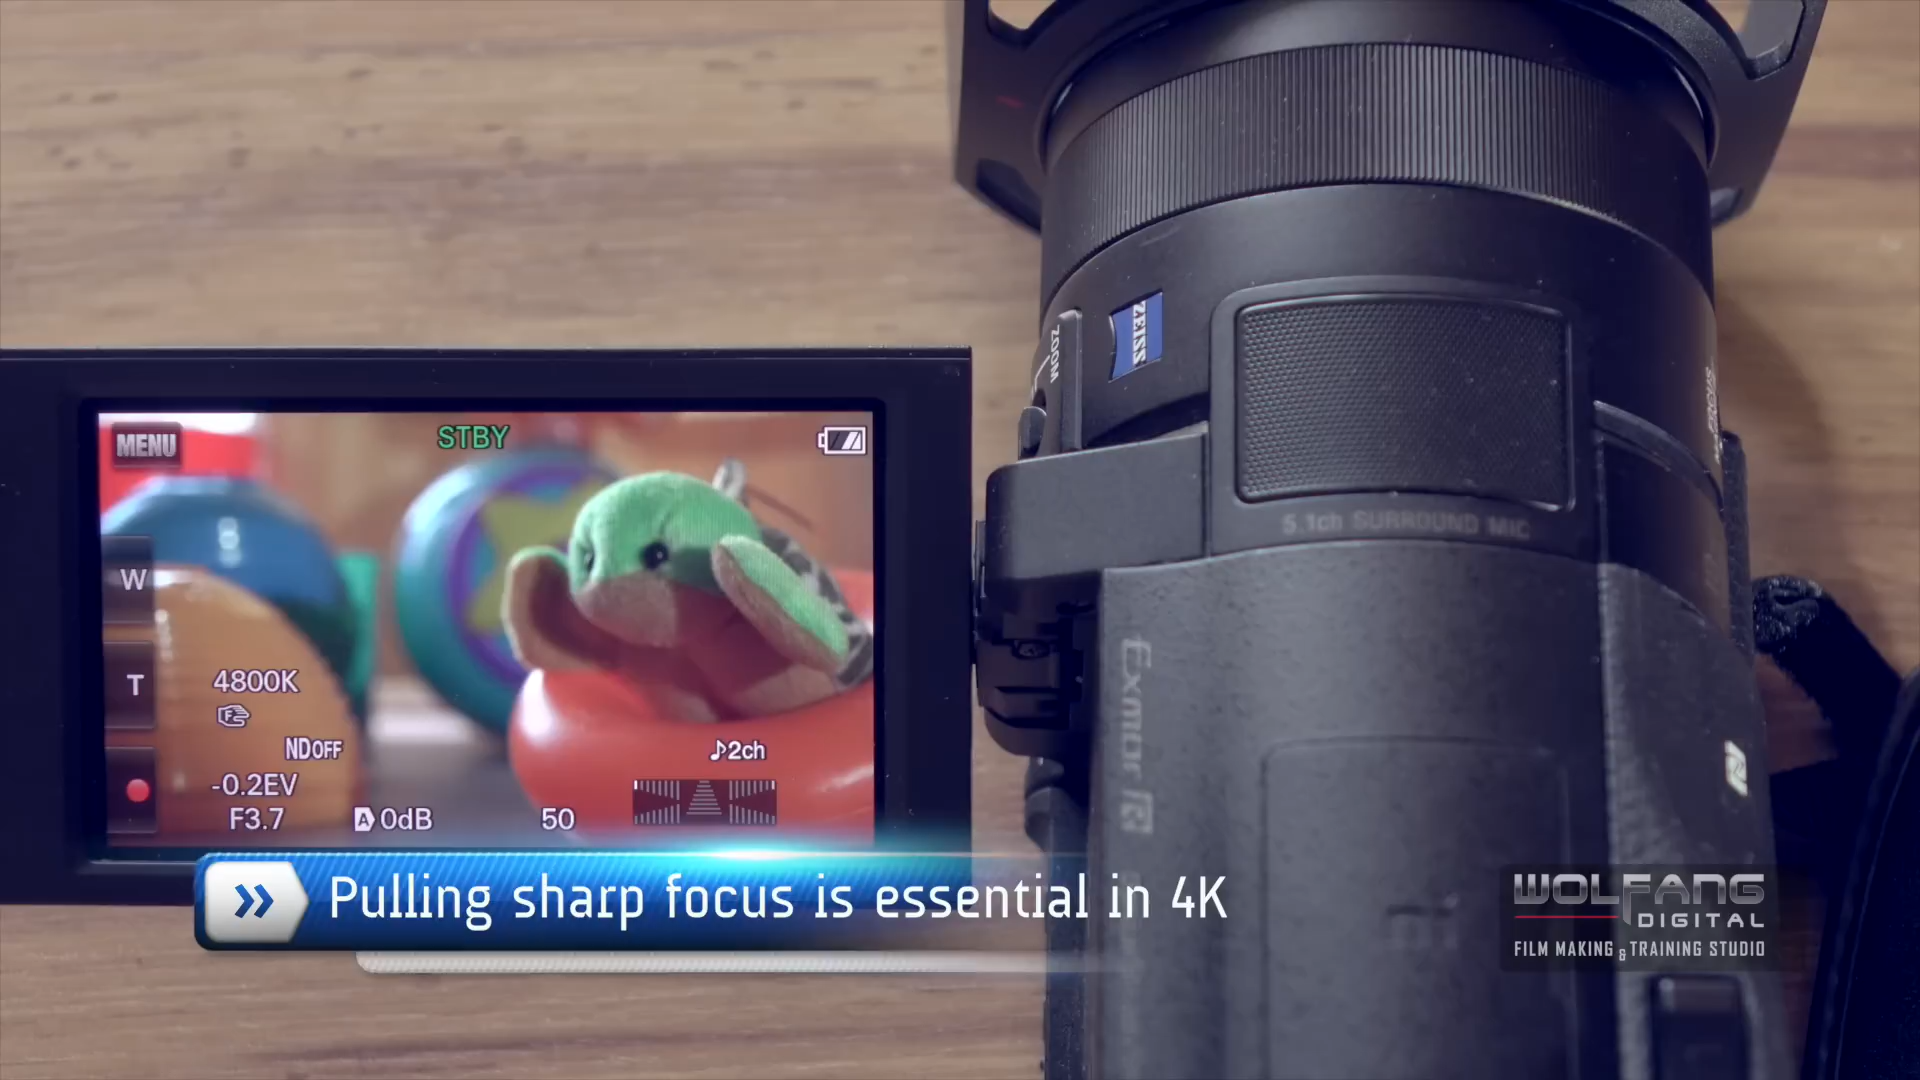 ZOOM
ZEISS
5.1ch SURROUND MIC
MENU
STBY
W
T
4800K
F
NDOFF
-0.2EV
F3.7
A 0dB
50
♪2ch
Exmor R
Pulling sharp focus is essential in 4K
WOLFANG
DIGITAL
FILM MAKING & TRAINING STUDIO